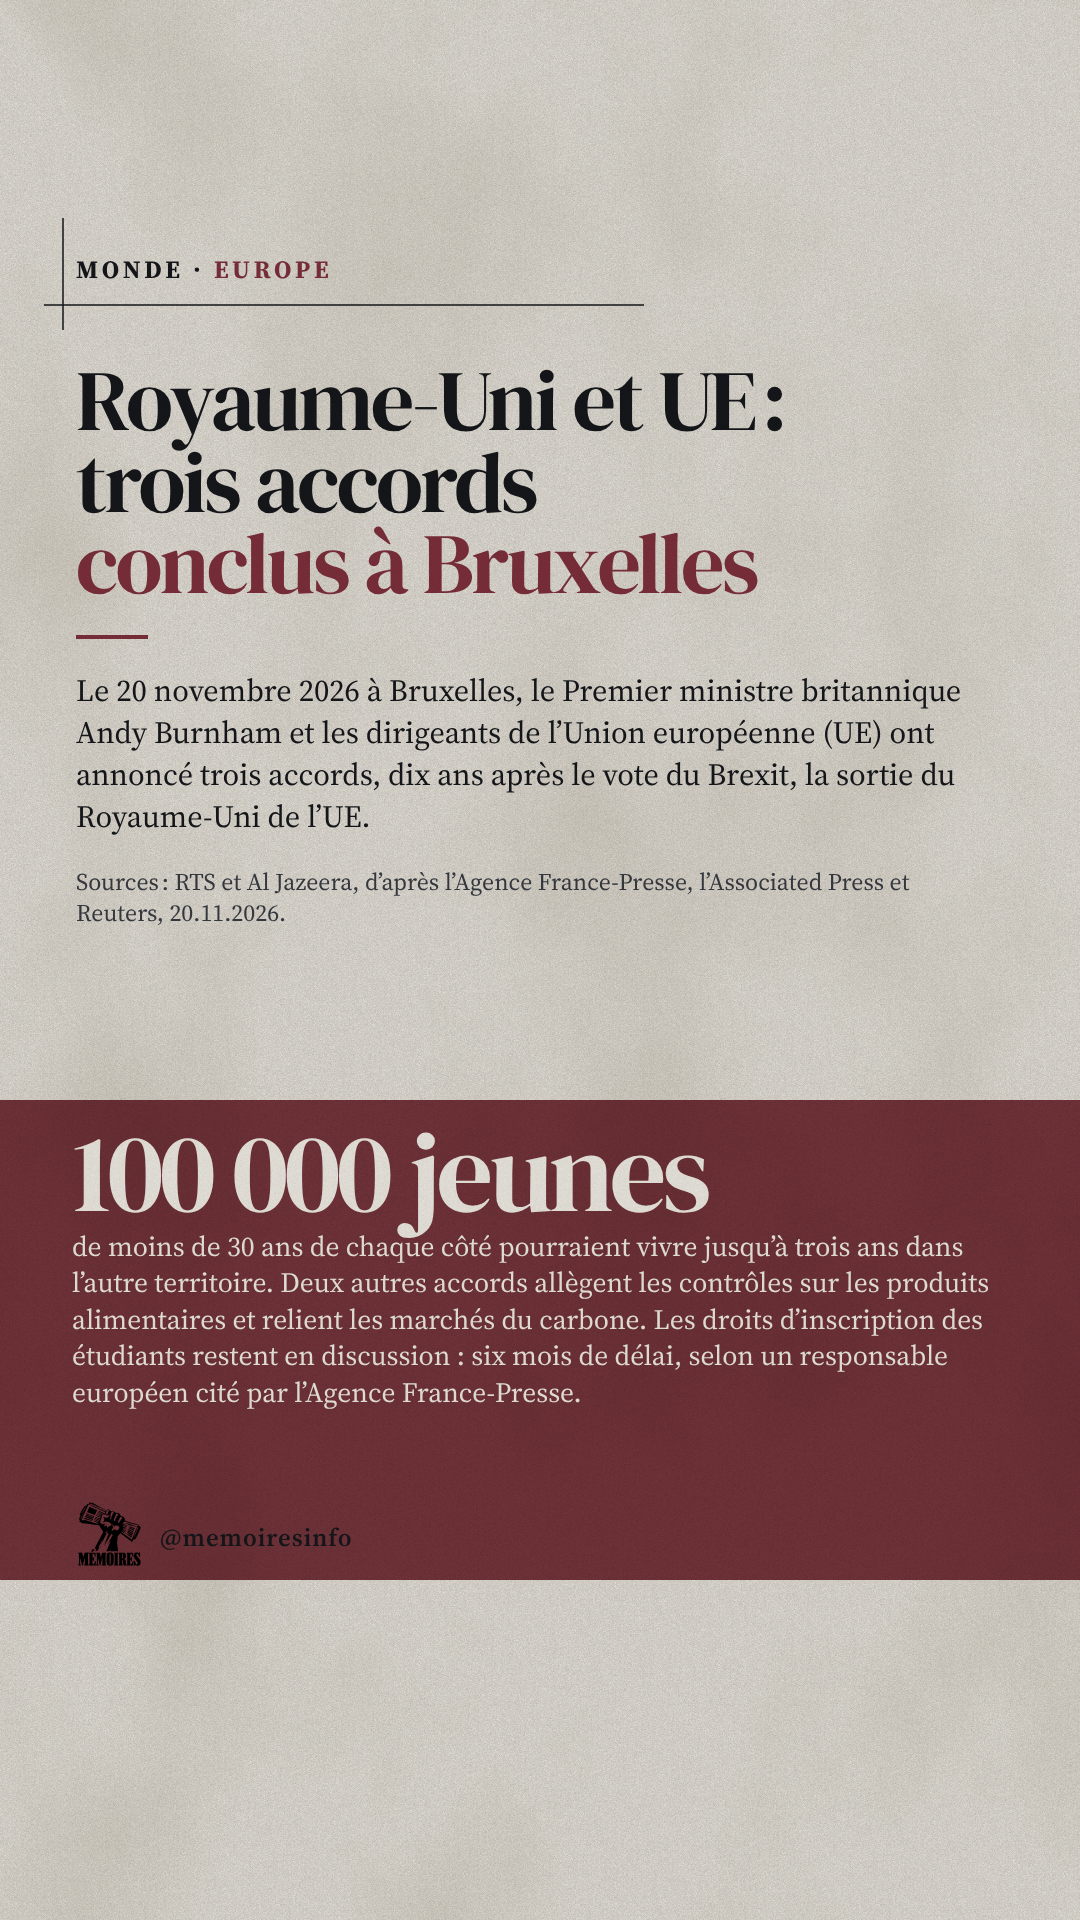 MONDE · EUROPE
Royaume-Uni et UE :
trois accords
conclus à Bruxelles
Le 20 novembre 2026 à Bruxelles, le Premier ministre britannique
Andy Burnham et les dirigeants de l’Union européenne (UE) ont
annoncé trois accords, dix ans après le vote du Brexit, la sortie du
Royaume-Uni de l’UE.
Sources : RTS et Al Jazeera, d’après l’Agence France-Presse, l’Associated Press et
Reuters, 20.11.2026.
100 000 jeunes
de moins de 30 ans de chaque côté pourraient vivre jusqu’à trois ans dans
l’autre territoire. Deux autres accords allègent les contrôles sur les produits
alimentaires et relient les marchés du carbone. Les droits d’inscription des
étudiants restent en discussion : six mois de délai, selon un responsable
européen cité par l’Agence France-Presse.
MÉMOIRES
@memoiresinfo